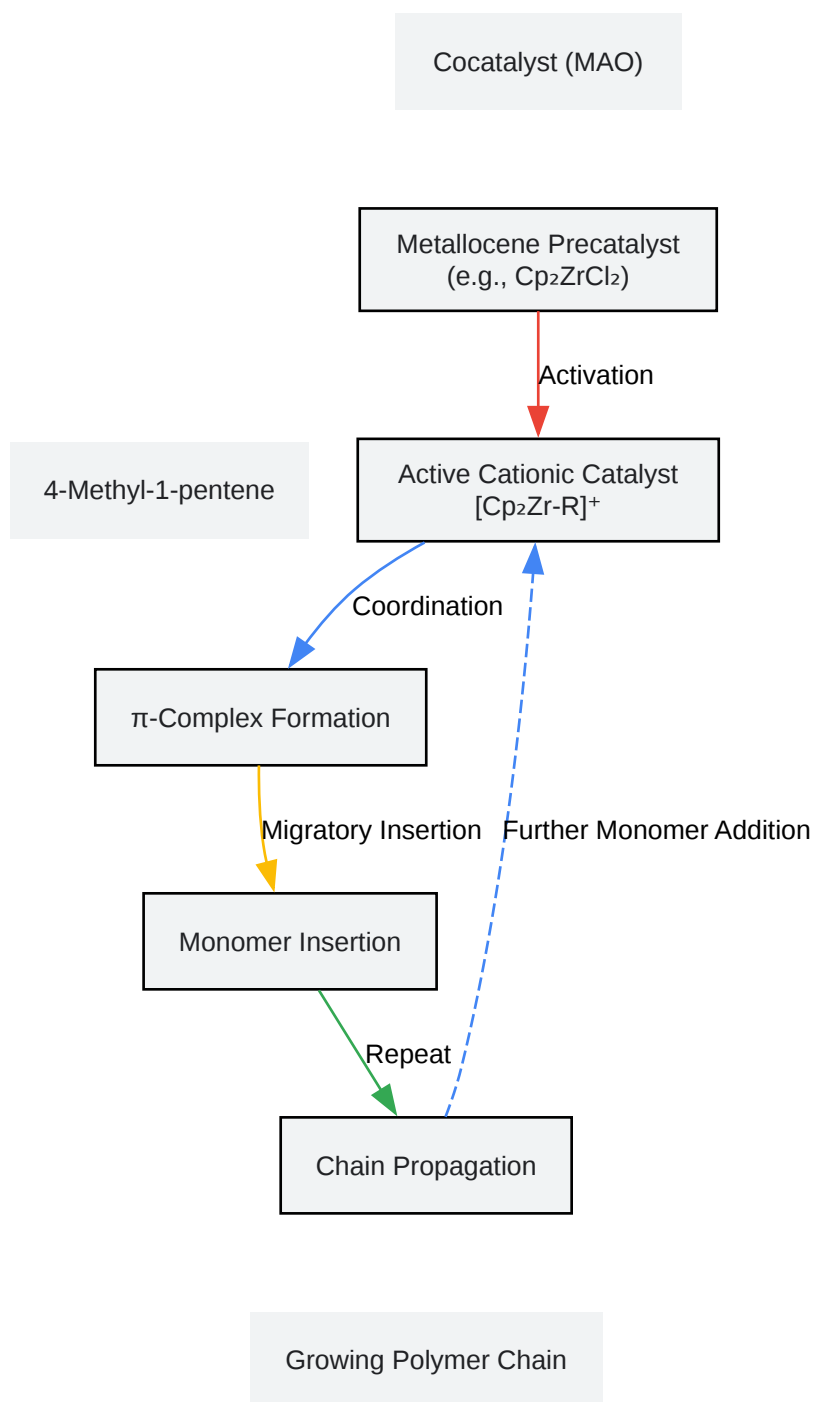 Cocatalyst (MAO)
Metallocene Precatalyst
(e.g., Cp₂ZrCl₂)
Activation
4-Methyl-1-pentene
Active Cationic Catalyst
[Cp₂Zr-R]⁺
Coordination
π-Complex Formation
Migratory Insertion
Further Monomer Addition
Monomer Insertion
Repeat
Chain Propagation
Growing Polymer Chain